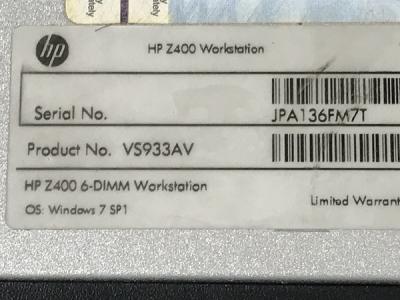 hp
HP Z400 Workstation
Serial No.
JPA136FM7T
Product No. VS933AV
HP Z400 6-DIMM Workstation
OS: Windows 7 SP1
Limited Warrant